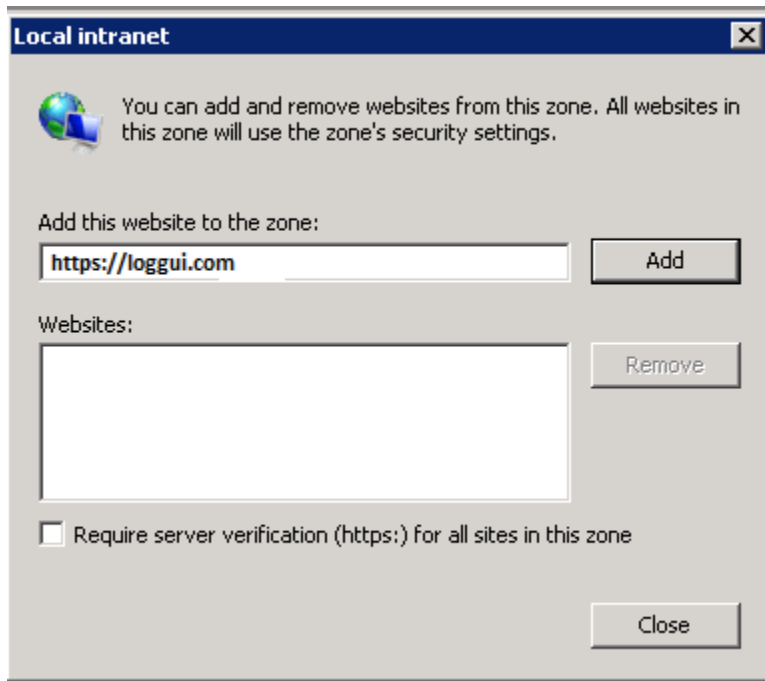 Local intranet
You can add and remove websites from this zone. All websites in
this zone will use the zone's security settings.
Add this website to the zone:
https://loggui.com
Add
Websites:
Remove
Require server verification (https:) for all sites in this zone
Close